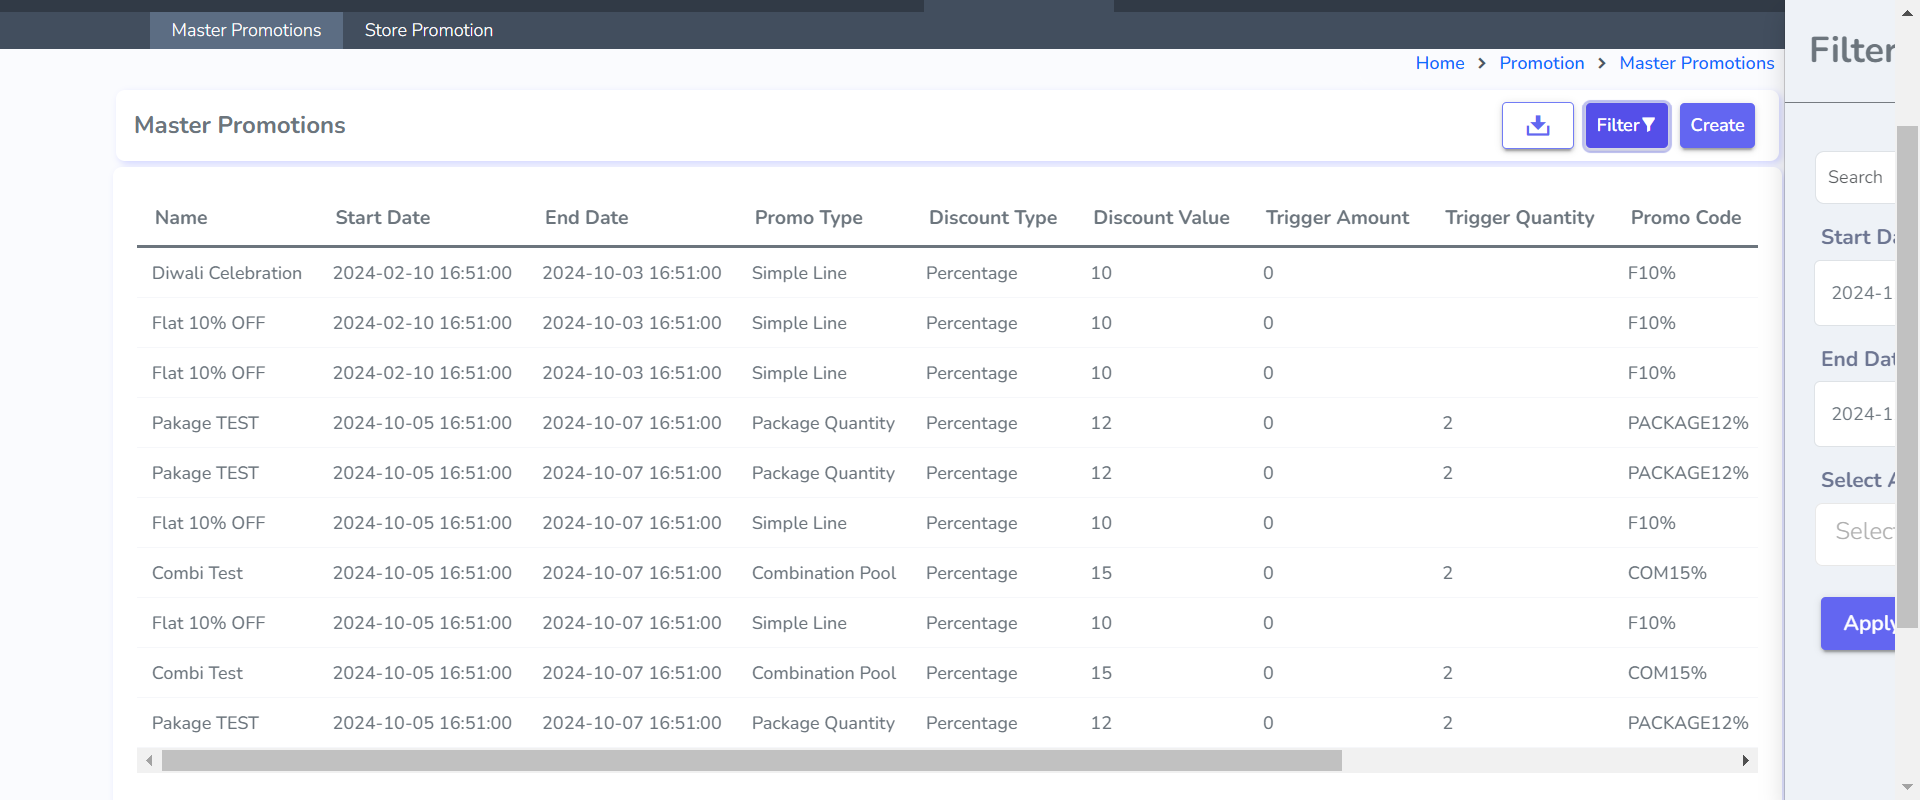 Master Promotions Store Promotion
Home Promotion Master Promotions
Master Promotions Filter Create
Name Start Date End Date Promo Type Discount Type Discount Value Trigger Amount Trigger Quantity Promo Code
Diwali Celebration 2024-02-10 16:51:00 2024-10-03 16:51:00 Simple Line Percentage 10 0 F10%
Flat 10% OFF 2024-02-10 16:51:00 2024-10-03 16:51:00 Simple Line Percentage 10 0 F10%
Flat 10% OFF 2024-02-10 16:51:00 2024-10-03 16:51:00 Simple Line Percentage 10 0 F10%
Pakage TEST 2024-10-05 16:51:00 2024-10-07 16:51:00 Package Quantity Percentage 12 0 2 PACKAGE12%
Pakage TEST 2024-10-05 16:51:00 2024-10-07 16:51:00 Package Quantity Percentage 12 0 2 PACKAGE12%
Flat 10% OFF 2024-10-05 16:51:00 2024-10-07 16:51:00 Simple Line Percentage 10 0 F10%
Combi Test 2024-10-05 16:51:00 2024-10-07 16:51:00 Combination Pool Percentage 15 0 2 COM15%
Flat 10% OFF 2024-10-05 16:51:00 2024-10-07 16:51:00 Simple Line Percentage 10 0 F10%
Combi Test 2024-10-05 16:51:00 2024-10-07 16:51:00 Combination Pool Percentage 15 0 2 COM15%
Pakage TEST 2024-10-05 16:51:00 2024-10-07 16:51:00 Package Quantity Percentage 12 0 2 PACKAGE12%
Filter
Search
Start
2024-1
End
2024-1
Select
Apply